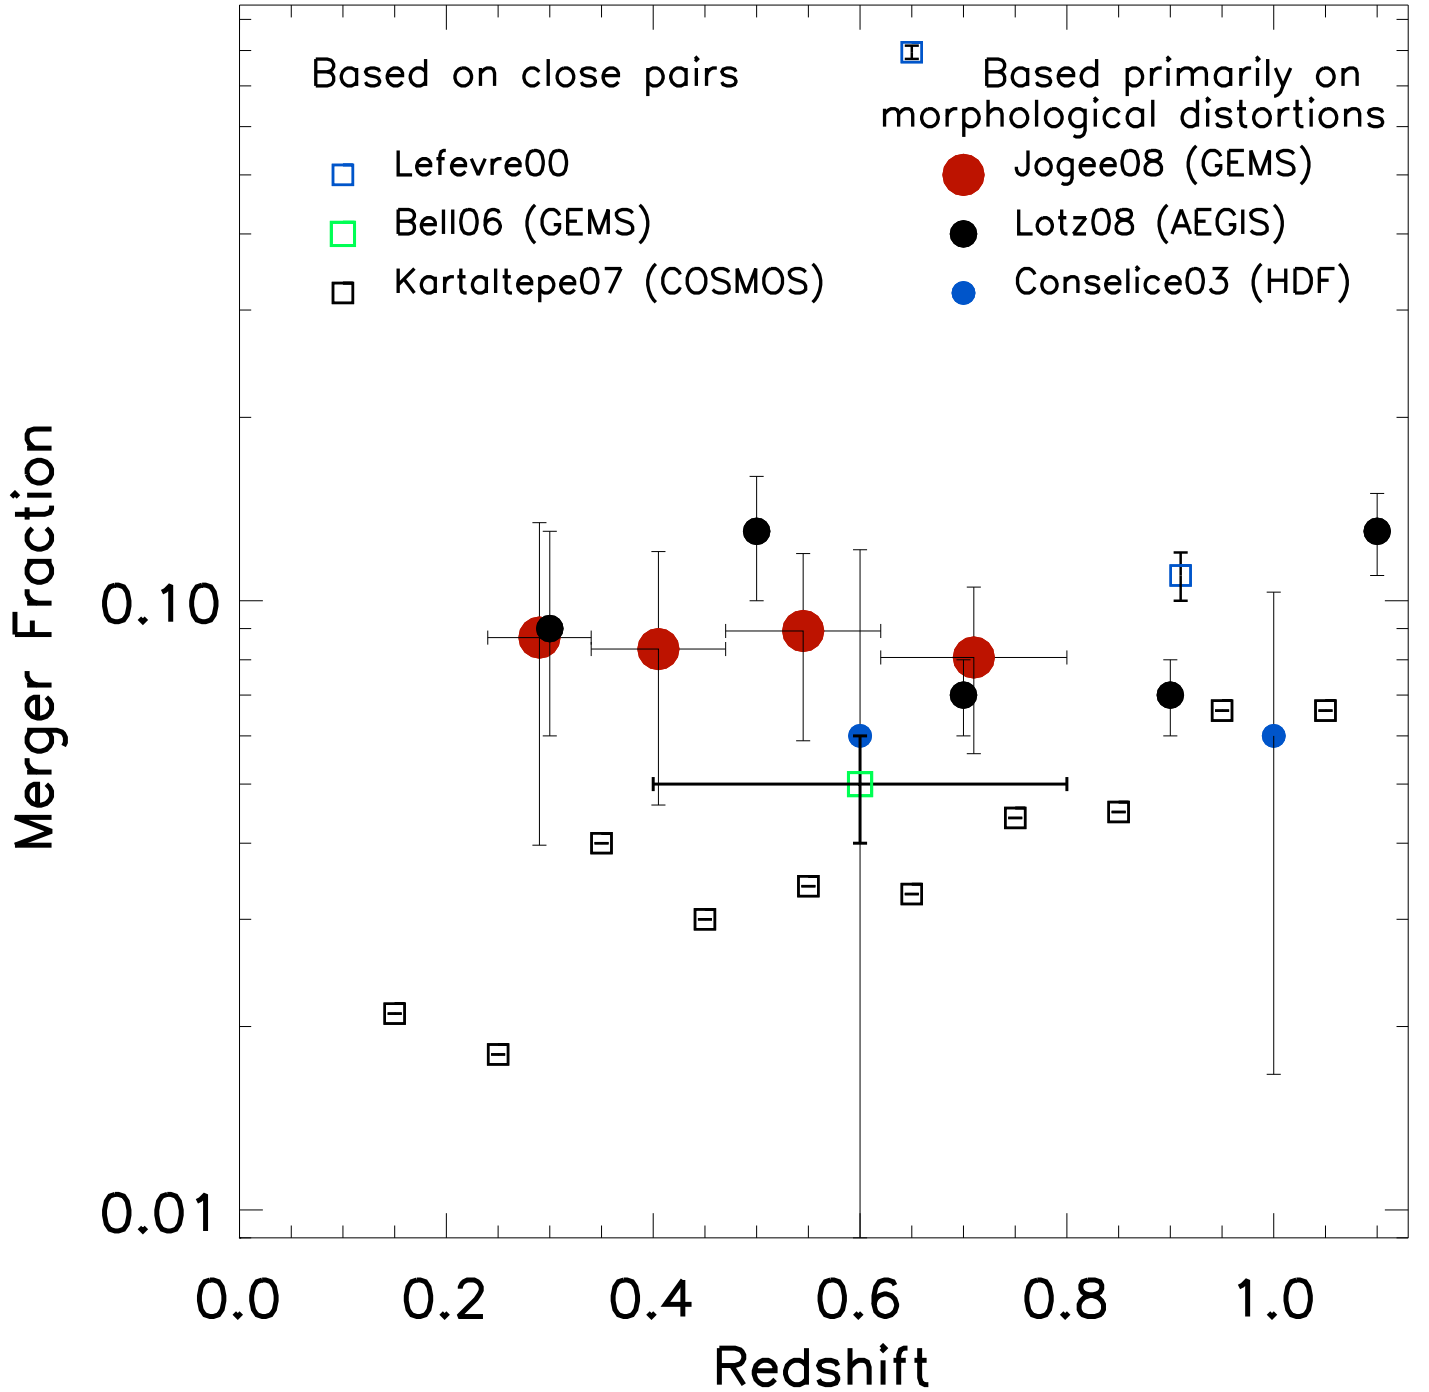 Based on close pairs
Lefevre00
Bell06 (GEMS)
Kartaltepe07 (COSMOS)
Based primarily on
morphological distortions
Jogee08 (GEMS)
Lotz08 (AEGIS)
Conselice03 (HDF)
Merger Fraction
0.10
0.01
0.0 0.2 0.4 0.6 0.8 1.0
Redshift